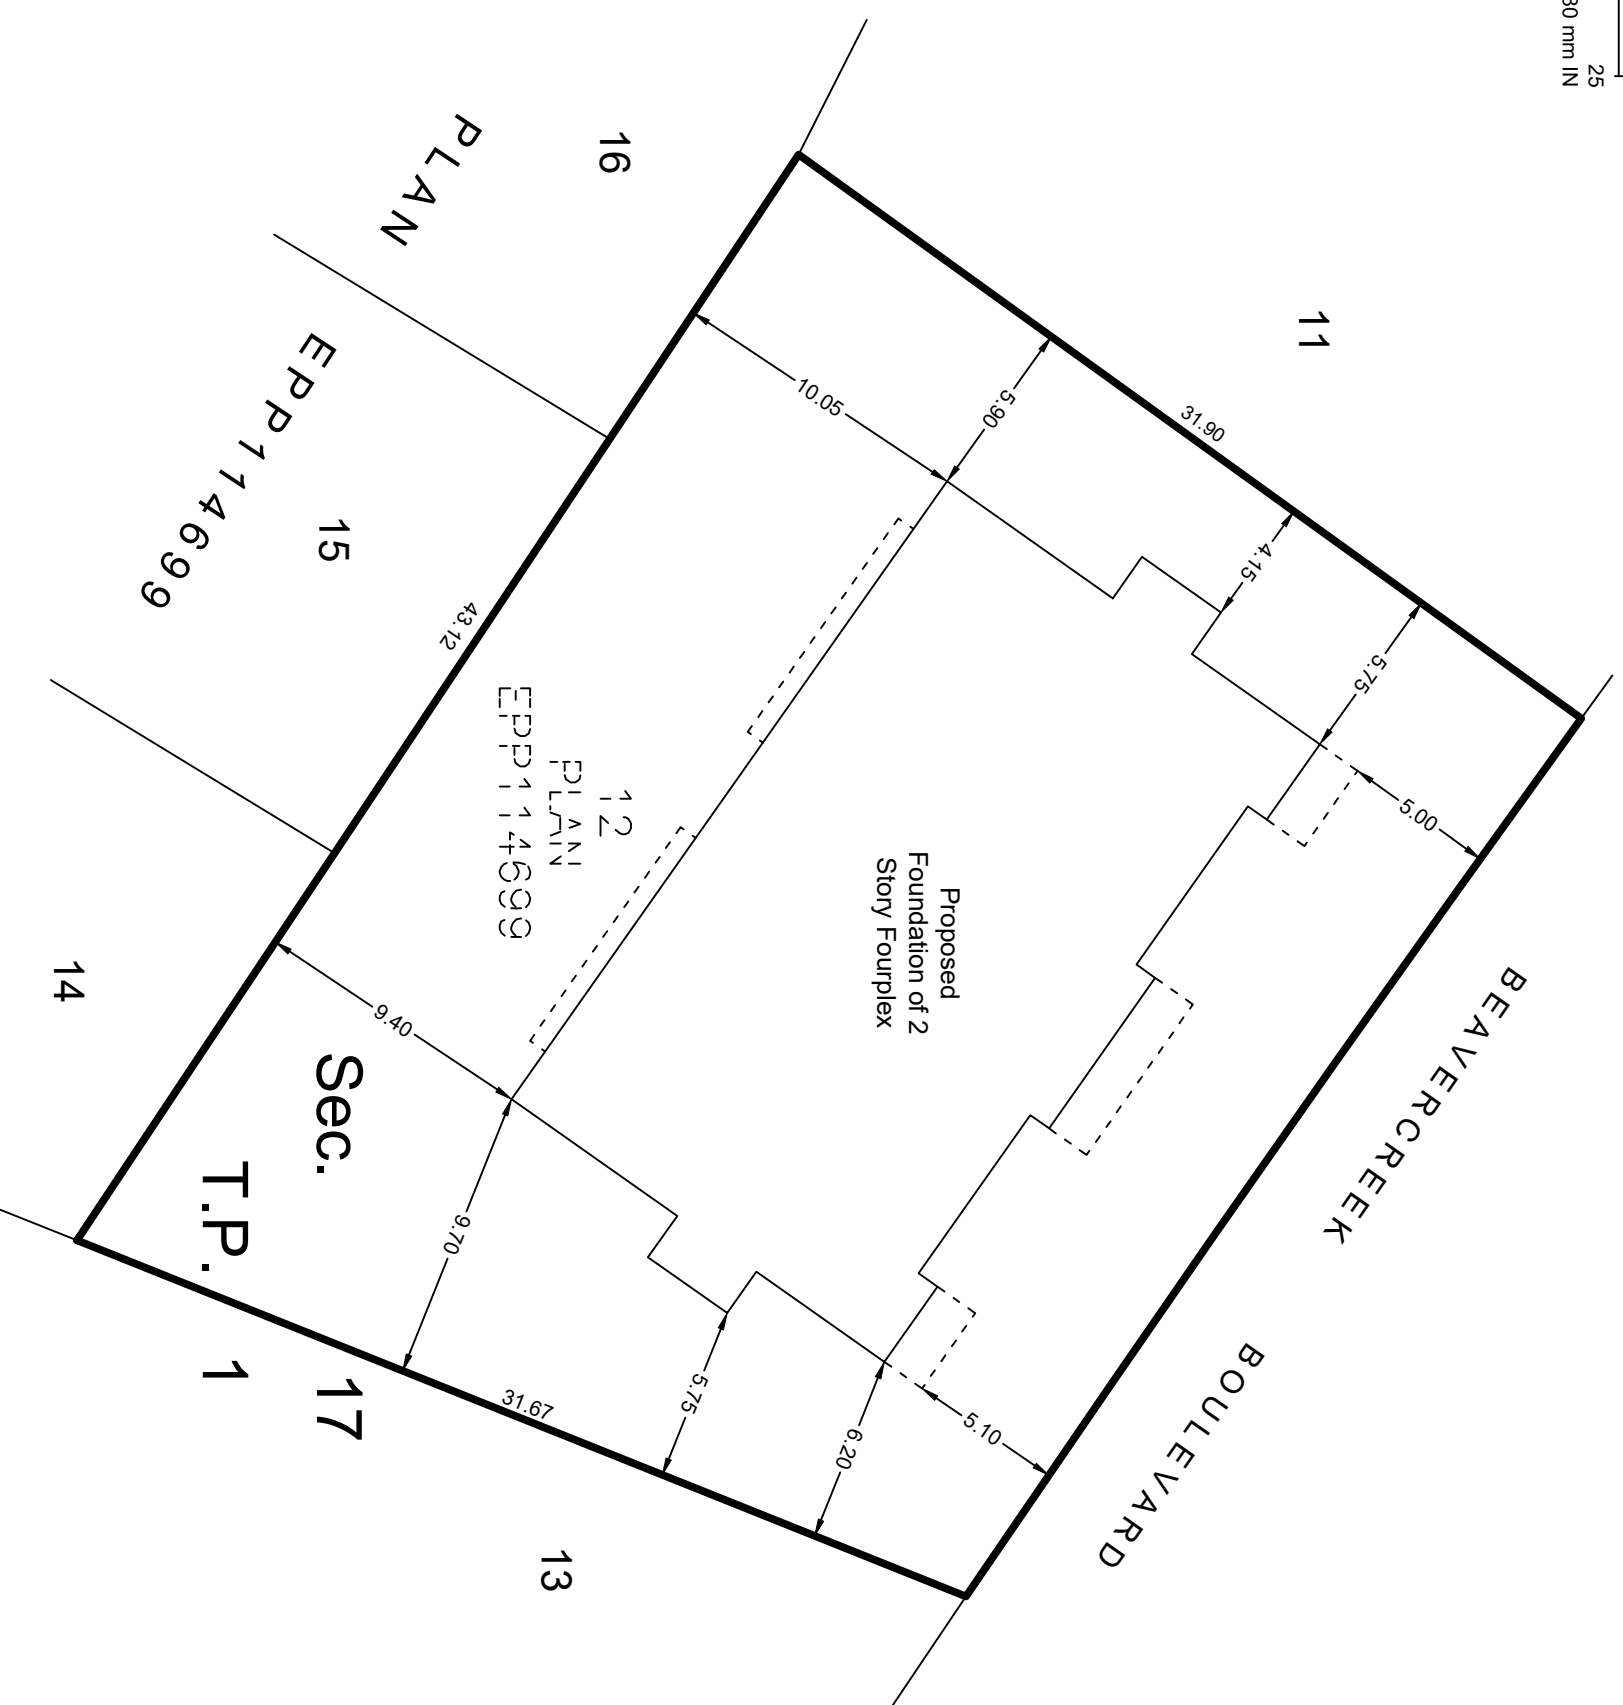 25
80 mm IN
16
11
PLAN
EPP114699
15
14
13
31.90
5.90
10.05
4.15
5.75
5.00
43.12
12
PLAN
EPP114699
Proposed
Foundation of 2
Story Fourplex
BEAVERCREEK
BOULEVARD
9.40
9.70
5.75
6.20
5.10
31.67
Sec. 17
T.P. 1